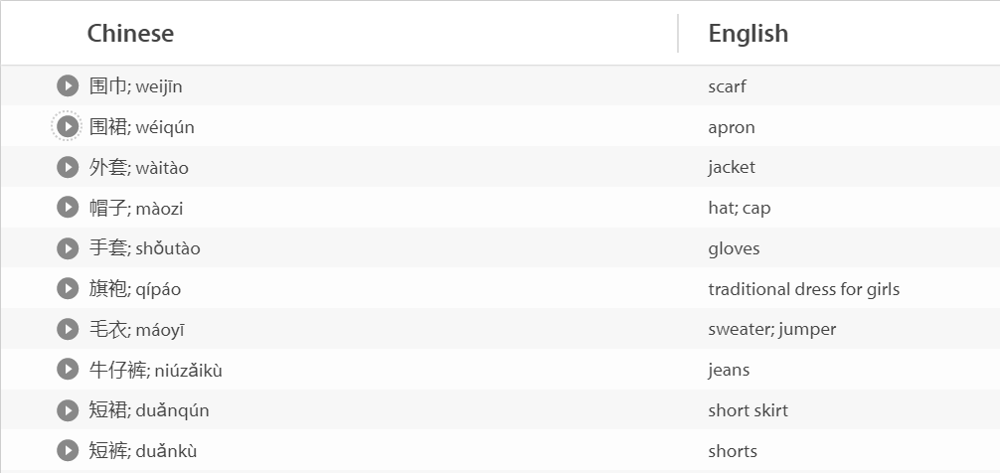 Chinese English
围巾; weijīn scarf
围裙; wéiqún apron
外套; wàitào jacket
帽子; màozi hat; cap
手套; shǒutào gloves
旗袍; qípáo traditional dress for girls
毛衣; máoyī sweater; jumper
牛仔裤; niúzǎikù jeans
短裙; duǎnqún short skirt
短裤; duǎnkù shorts